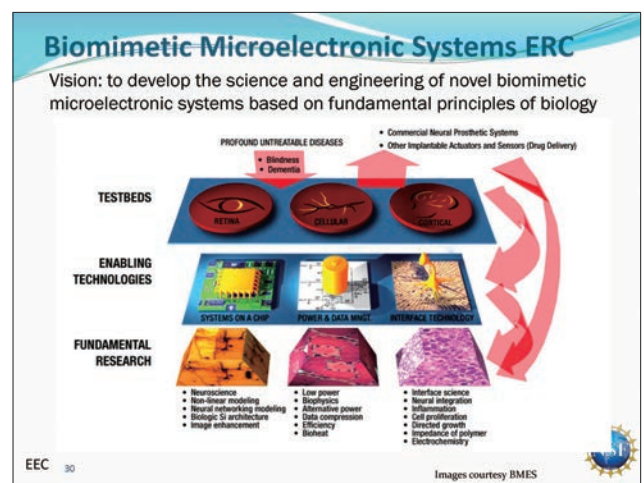 Biomimetic Microelectronic Systems ERC
Vision: to develop the science and engineering of novel biomimetic
microelectronic systems based on fundamental principles of biology
PROFOUND UNTREATABLE DISEASES
• Blindness
• Dementia
• Commercial Neural Prosthetic Systems
• Other Implantable Actuators and Sensors (Drug Delivery)
TESTBEDS
RETINA
CELLULAR
CORTICAL
ENABLING
TECHNOLOGIES
SYSTEMS ON A CHIP
POWER & DATA MNGT.
INTERFACE TECHNOLOGY
FUNDAMENTAL
RESEARCH
• Neuroscience
• Non-linear modeling
• Neural networking modeling
• Biologic Si architecture
• Image enhancement
• Low power
• Biophysics
• Alternative power
• Data compression
• Efficiency
• Bioheat
• Interface science
• Neural integration
• Inflammation
• Cell proliferation
• Directed growth
• Impedance of polymer
• Electrochemistry
EEC 30
Images courtesy BMES